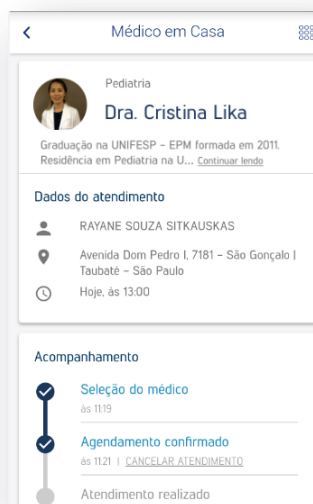 Médico em Casa
Pediatria
Dra. Cristina Lika
Graduação na UNIFESP - EPM formada em 2011.
Residência em Pediatria na U... Continuar lendo
Dados do atendimento
RAYANE SOUZA SITKAUSKAS
Avenida Dom Pedro I, 7181 - São Gonçalo |
Taubaté - São Paulo
Hoje, às 13:00
Acompanhamento
Seleção do médico
às 11:19
Agendamento confirmado
às 11:21 | CANCELAR ATENDIMENTO
Atendimento realizado